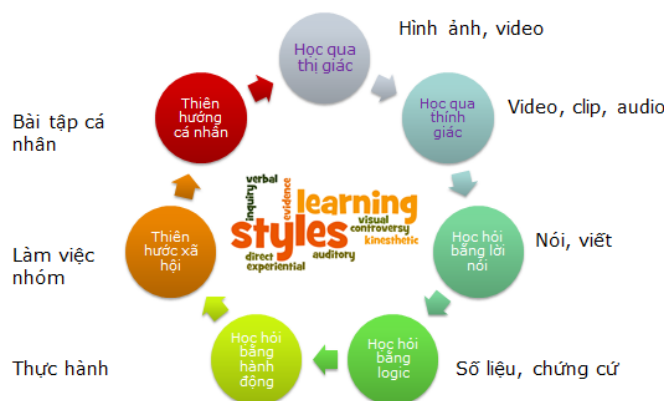 Học qua
thị giác
Hình ảnh, video
Học qua
thính
giác
Video, clip, audio
Học hỏi
bằng lời
nói
Nói, viết
Học hỏi
bằng
logic
Số liệu, chứng cứ
Học hỏi
bằng
hành
động
Thực hành
Thiên
hước xã
hội
Làm việc
nhóm
Thiên
hướng
cá nhân
Bài tập cá
nhân
verbal
inquiry
evidence
learning
visual
controversy
styles
kinesthetic
direct
auditory
experiential